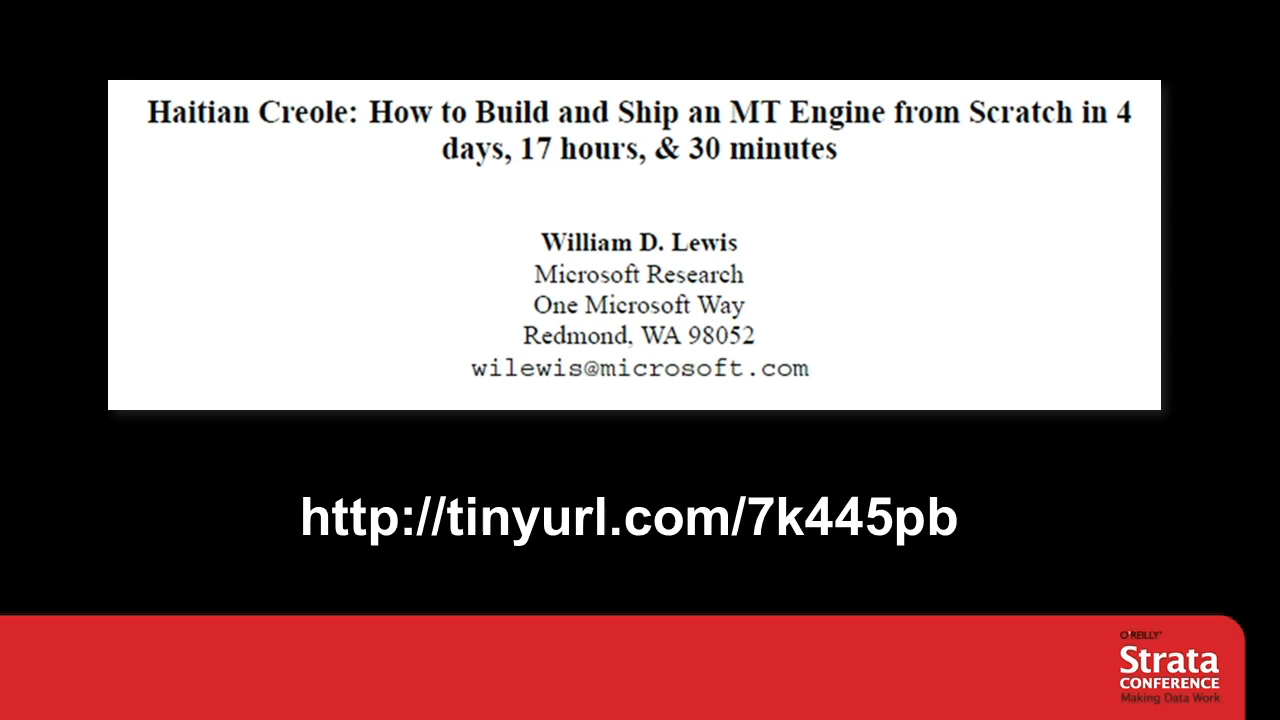 Haitian Creole: How to Build and Ship an MT Engine from Scratch in 4
days, 17 hours, & 30 minutes
William D. Lewis
Microsoft Research
One Microsoft Way
Redmond, WA 98052
wilewis@microsoft.com
http://tinyurl.com/7k445pb
O'REILLY®
Strata
CONFERENCE
Making Data Work